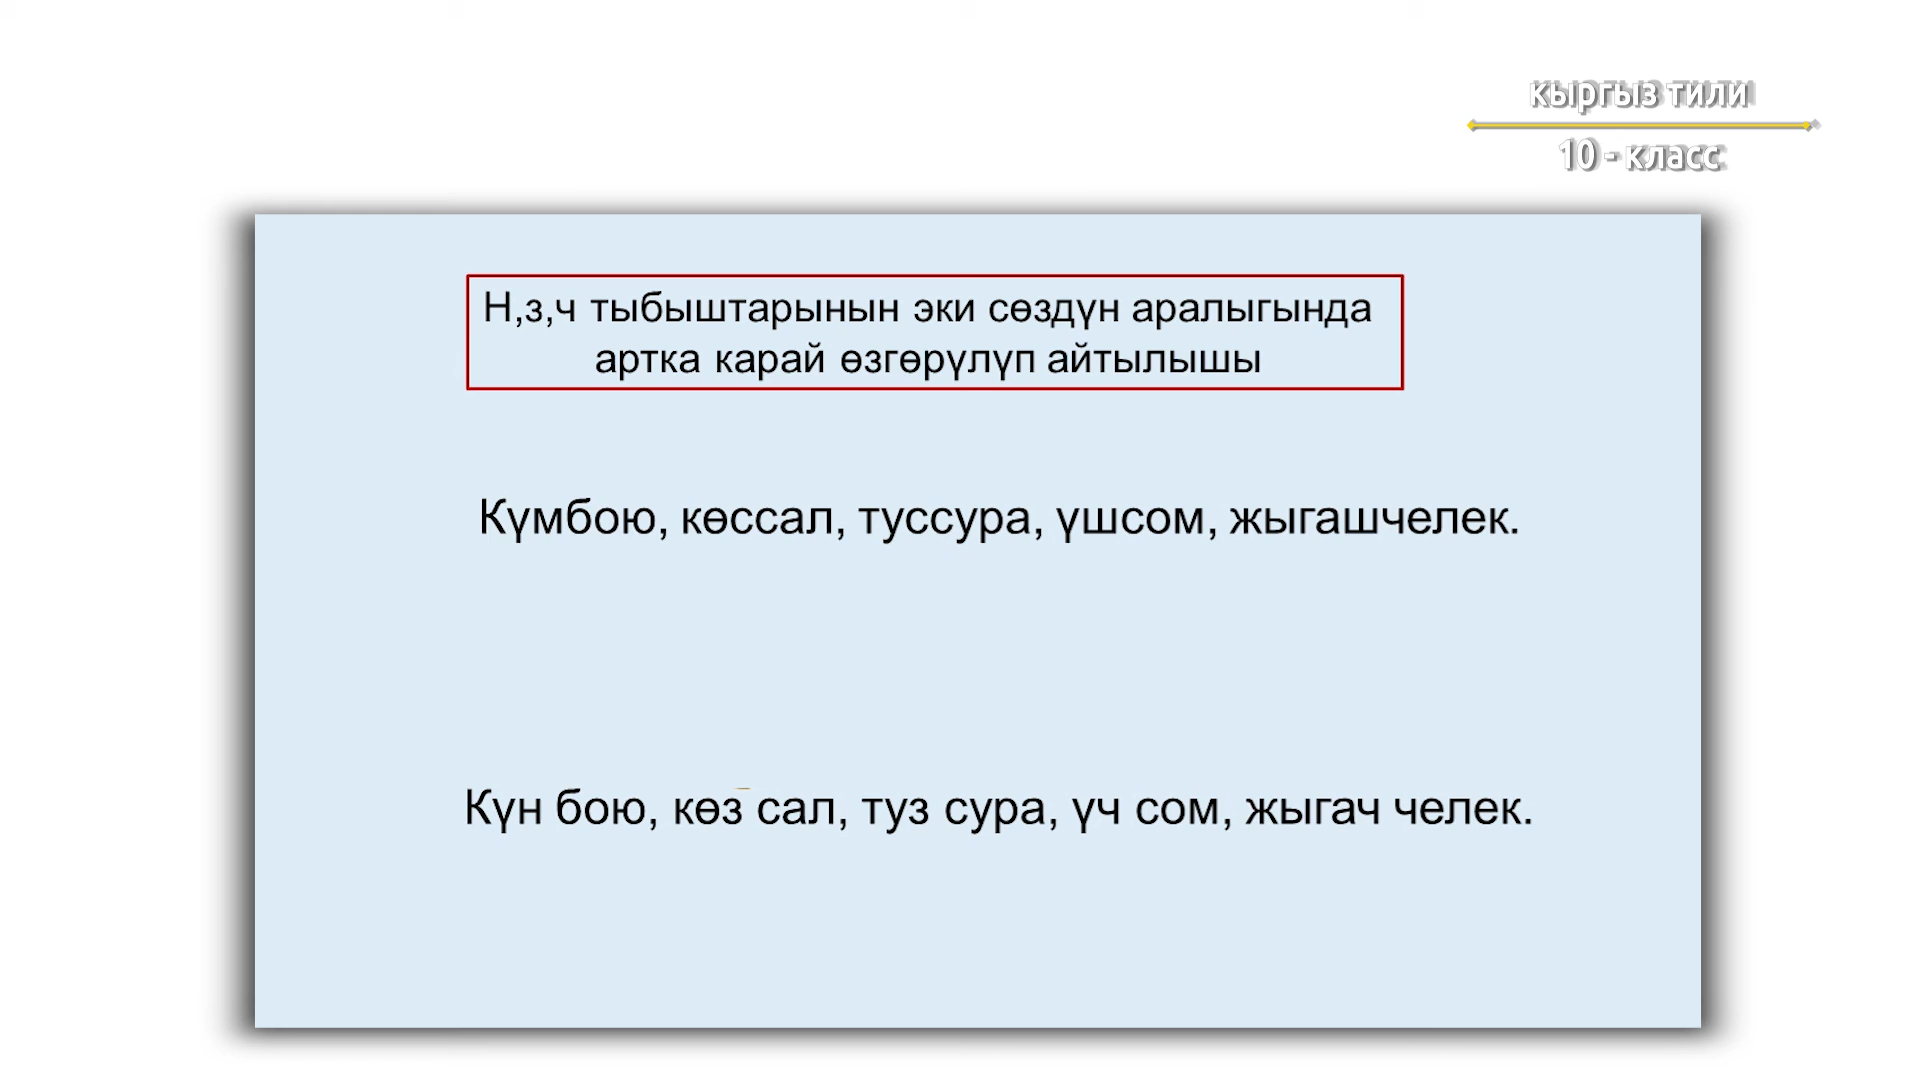 кыргыз тили
10 - класс
Н,з,ч тыбыштарынын эки сөздүн аралыгында
артка карай өзгөрүлүп айтылышы
Күмбою, көссал, туссура, үшсом, жыгашчелек.
Күн бою, көз сал, туз сура, үч сом, жыгач челек.